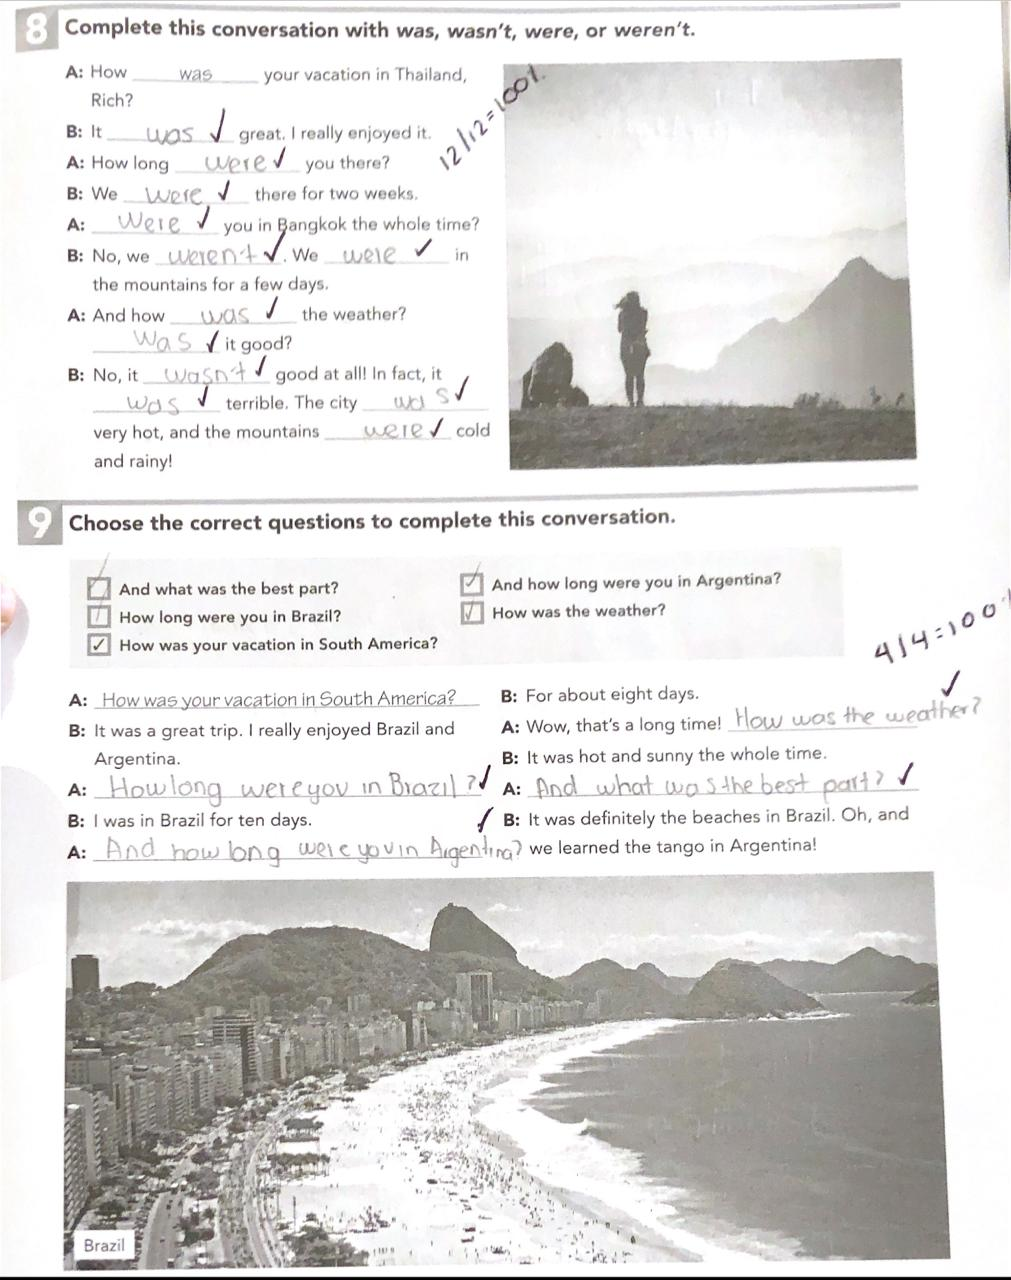 8 Complete this conversation with was, wasn't, were, or weren't.
A: How was your vacation in Thailand,
Rich?
B: It was ✓ great. I really enjoyed it.
12/12=100%
A: How long were ✓ you there?
B: We were ✓ there for two weeks.
A: Were ✓ you in Bangkok the whole time?
B: No, we weren't ✓. We were ✓ in
the mountains for a few days.
A: And how was ✓ the weather?
Was ✓ it good?
B: No, it wasn't ✓ good at all! In fact, it
was ✓ terrible. The city was ✓
very hot, and the mountains were ✓ cold
and rainy!
9 Choose the correct questions to complete this conversation.
And what was the best part?
How long were you in Brazil?
✓ How was your vacation in South America?
✓ And how long were you in Argentina?
✓ How was the weather?
4/4=100%
A: How was your vacation in South America?
B: It was a great trip. I really enjoyed Brazil and
Argentina.
A: How long were you in Brazil? ✓
B: I was in Brazil for ten days.
A: And how long were you in Argentina? ✓
B: For about eight days.
A: Wow, that's a long time! How was the weather? ✓
B: It was hot and sunny the whole time.
A: And what was the best part? ✓
B: It was definitely the beaches in Brazil. Oh, and
we learned the tango in Argentina!
Brazil